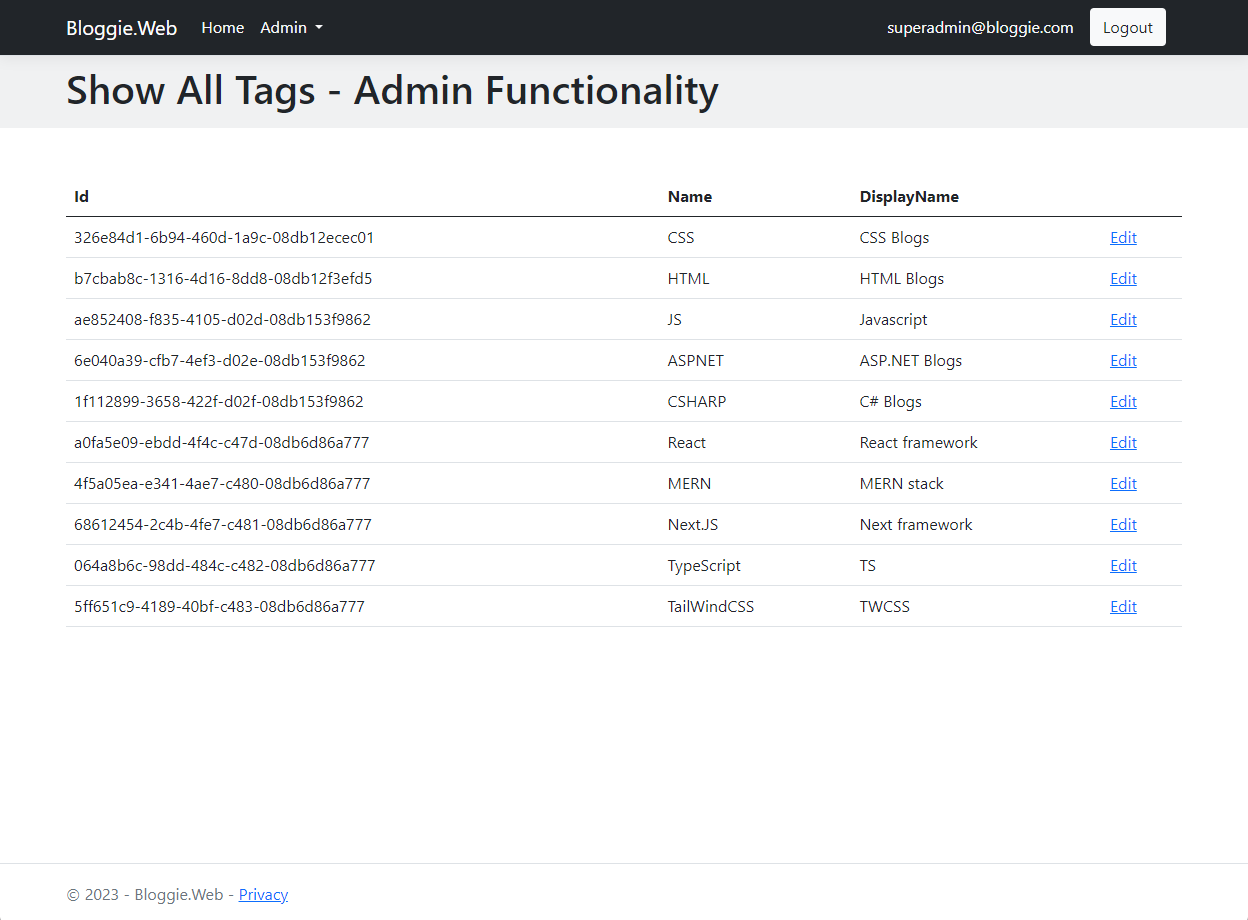 Bloggie.Web Home Admin superadmin@bloggie.com Logout
Show All Tags - Admin Functionality
Id Name DisplayName
326e84d1-6b94-460d-1a9c-08db12ecec01 CSS CSS Blogs Edit
b7cbab8c-1316-4d16-8dd8-08db12f3efd5 HTML HTML Blogs Edit
ae852408-f835-4105-d02d-08db153f9862 JS Javascript Edit
6e040a39-cfb7-4ef3-d02e-08db153f9862 ASPNET ASP.NET Blogs Edit
1f112899-3658-422f-d02f-08db153f9862 CSHARP C# Blogs Edit
a0fa5e09-ebdd-4f4c-c47d-08db6d86a777 React React framework Edit
4f5a05ea-e341-4ae7-c480-08db6d86a777 MERN MERN stack Edit
68612454-2c4b-4fe7-c481-08db6d86a777 Next.JS Next framework Edit
064a8b6c-98dd-484c-c482-08db6d86a777 TypeScript TS Edit
5ff651c9-4189-40bf-c483-08db6d86a777 TailWindCSS TWCSS Edit
© 2023 - Bloggie.Web - Privacy